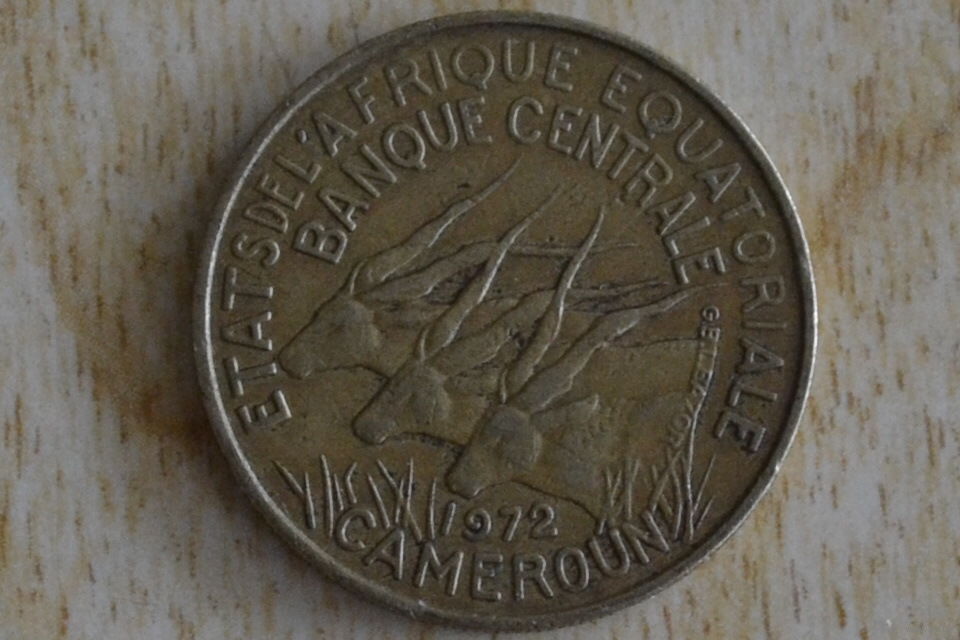 ETATS DE L'AFRIQUE EQUATORIALE
BANQUE CENTRALE
1972
CAMEROUN